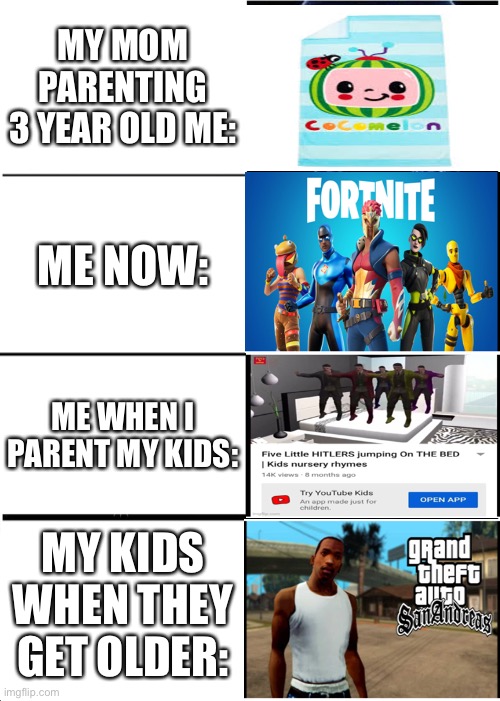 MY MOM
PARENTING
3 YEAR OLD ME:
CoComelon
FORTNITE
ME NOW:
ME WHEN I
PARENT MY KIDS:
Five Little HITLERS jumping On THE BED
| Kids nursery rhymes
14K views · 8 months ago
Try YouTube Kids
An app made just for
children.
OPEN APP
MY KIDS
WHEN THEY
GET OLDER:
grand
theft
auto
SanAndreas
imgflip.com